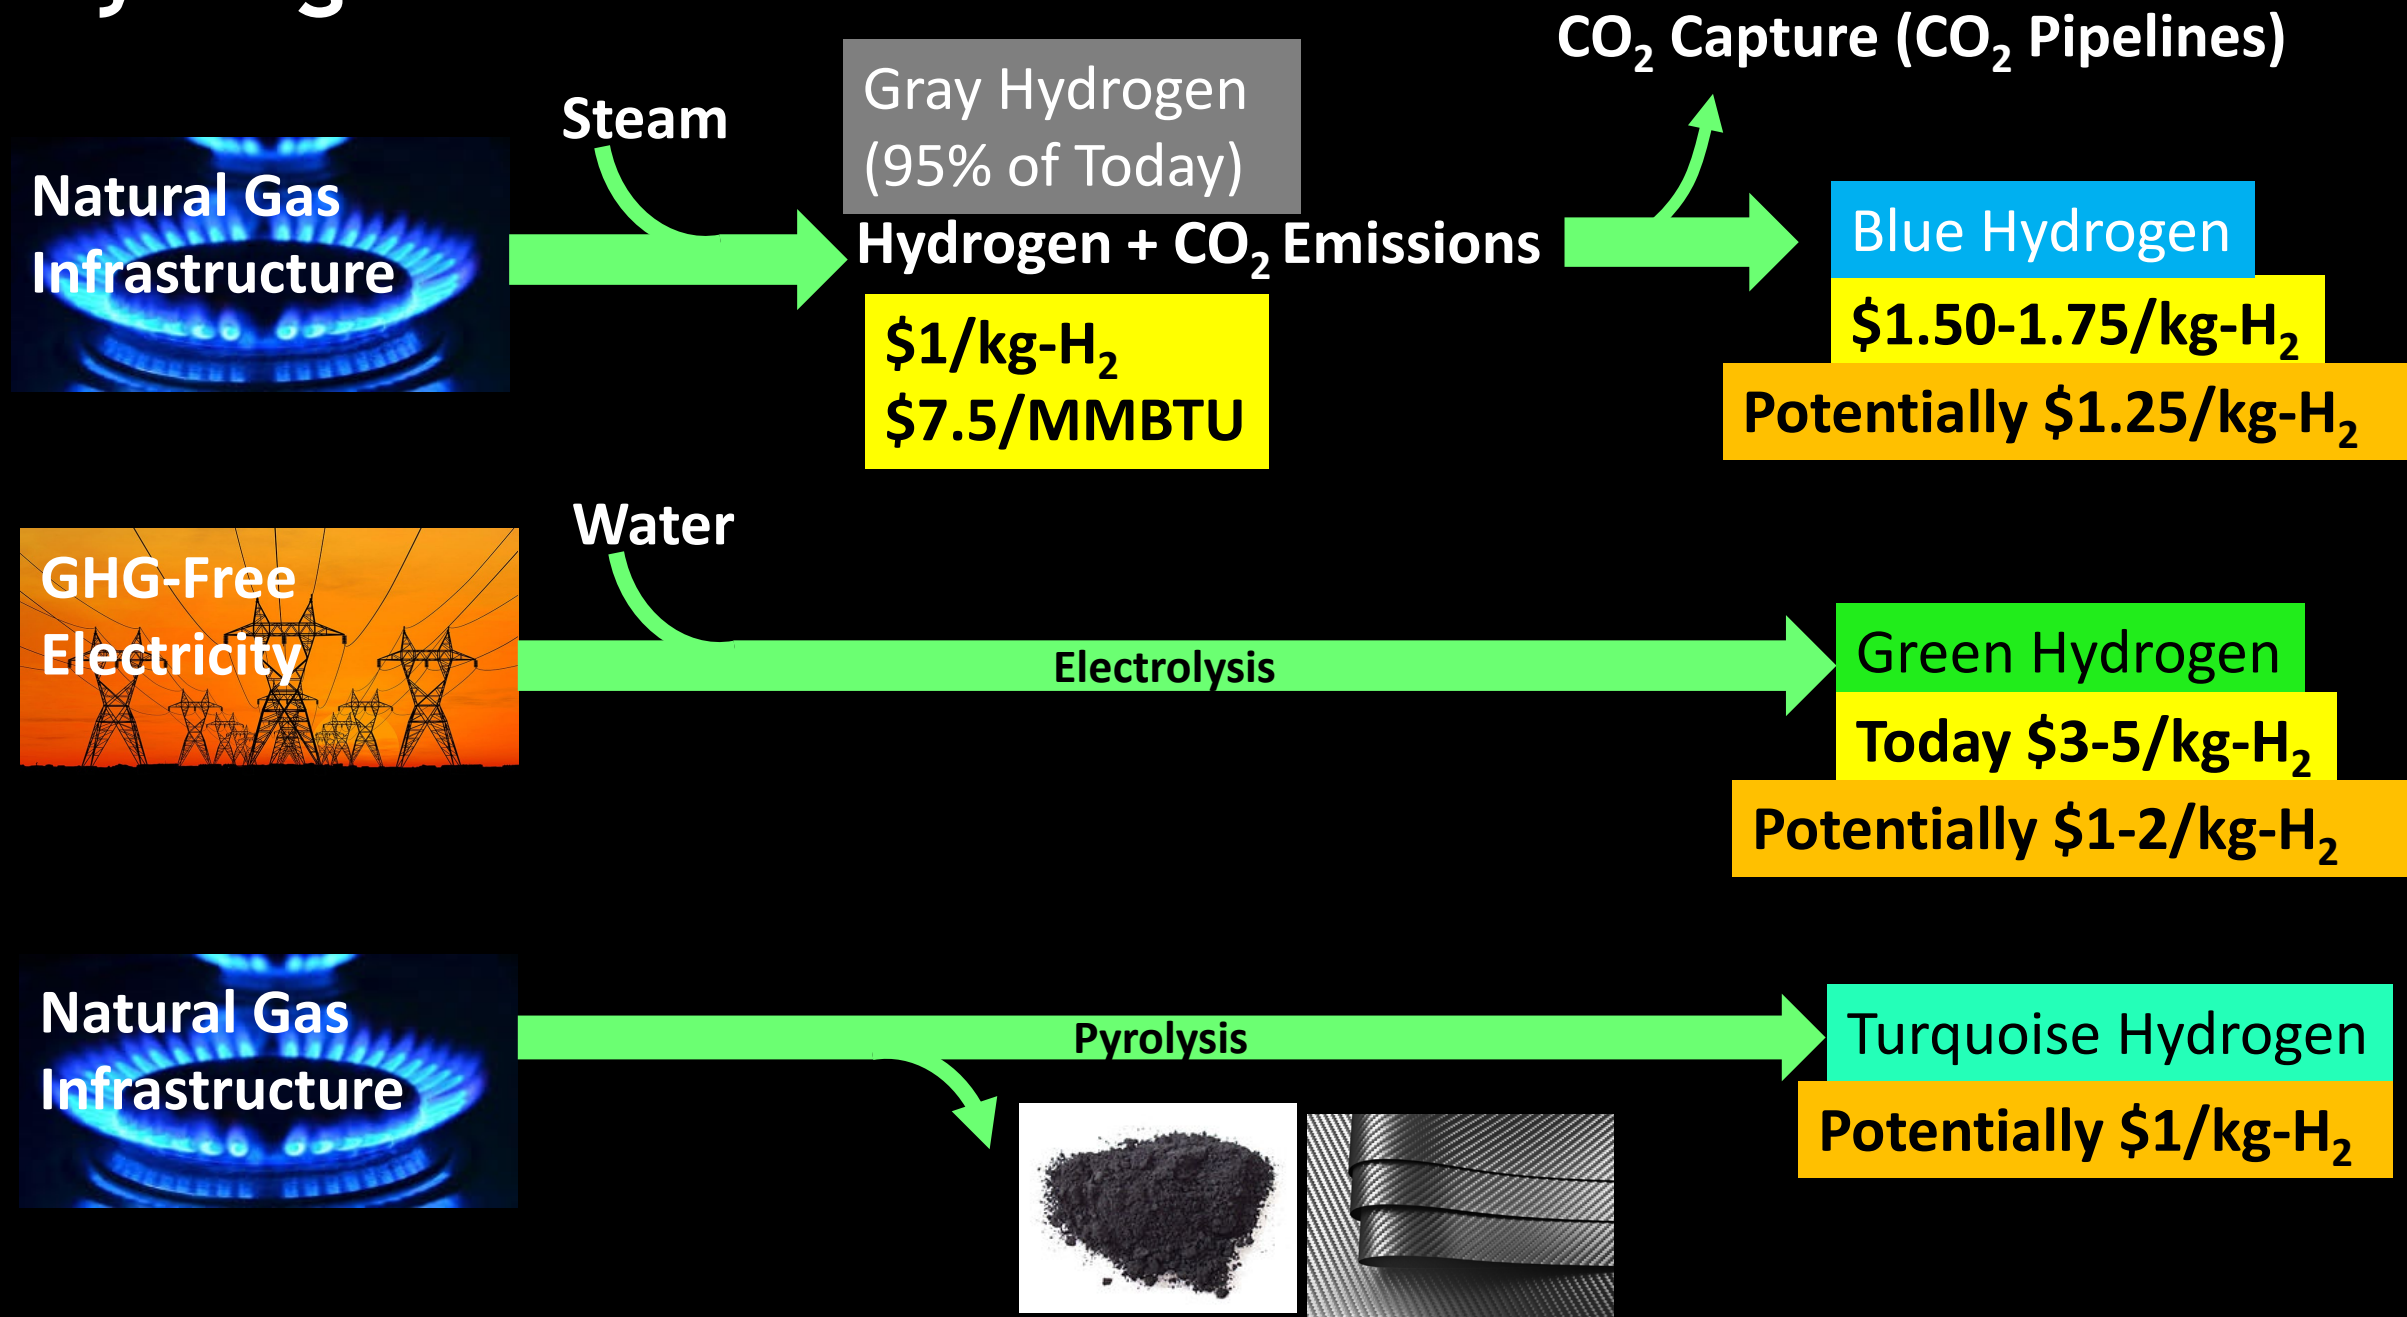 CO₂ Capture (CO₂ Pipelines)
Steam
Gray Hydrogen
(95% of Today)
Natural Gas
Infrastructure
Hydrogen + CO₂ Emissions
Blue Hydrogen
$1/kg-H₂
$7.5/MMBTU
$1.50-1.75/kg-H₂
Potentially $1.25/kg-H₂
Water
GHG-Free
Electricity
Electrolysis
Green Hydrogen
Today $3-5/kg-H₂
Potentially $1-2/kg-H₂
Natural Gas
Infrastructure
Pyrolysis
Turquoise Hydrogen
Potentially $1/kg-H₂